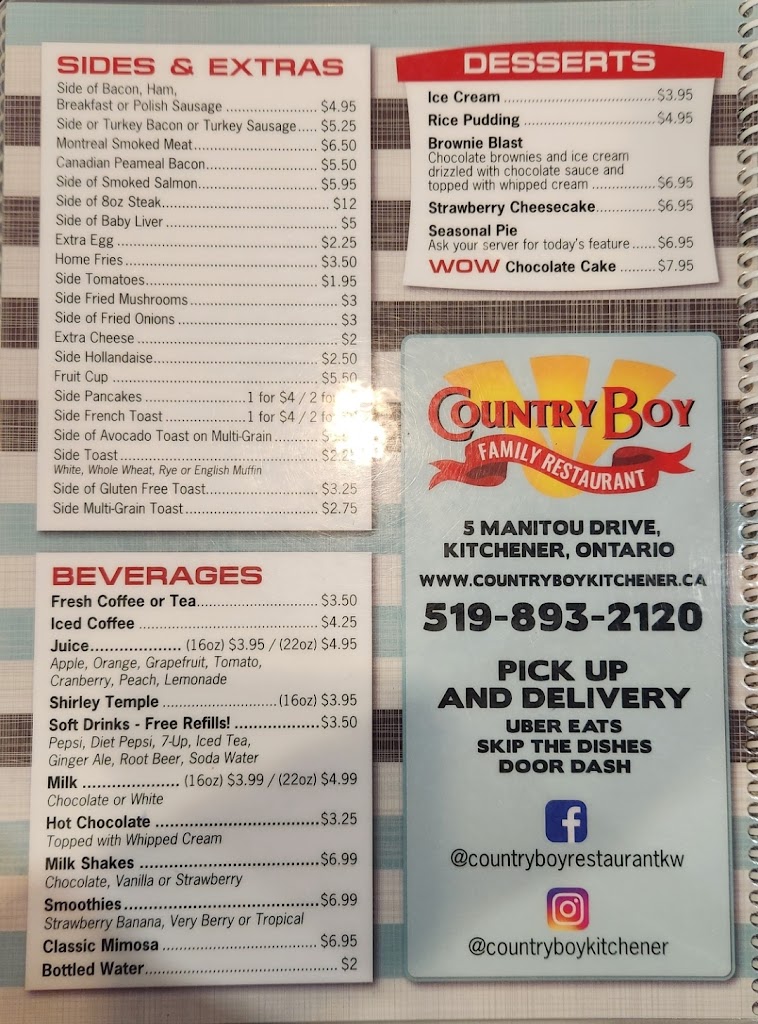 SIDES & EXTRAS
Side of Bacon, Ham,
Breakfast or Polish Sausage ........ $4.95
Side or Turkey Bacon or Turkey Sausage..... $5.25
Montreal Smoked Meat........ $6.50
Canadian Peameal Bacon........ $5.50
Side of Smoked Salmon........ $5.95
Side of 8oz Steak........ $12
Side of Baby Liver ........ $5
Extra Egg ........ $2.25
Home Fries........ $3.50
Side Tomatoes........ $1.95
Side Fried Mushrooms ........ $3
Side of Fried Onions ........ $3
Extra Cheese ........ $2
Side Hollandaise........ $2.50
Fruit Cup ........ $5.50
Side Pancakes ........1 for $4 / 2
Side French Toast ........1 for $4 / 2
Side of Avocado Toast on Multi-Grain ........
Side Toast ........
White, Whole Wheat, Rye or English Muffin
Side of Gluten Free Toast........ $3.25
Side Multi-Grain Toast........ $2.75
BEVERAGES
Fresh Coffee or Tea........ $3.50
Iced Coffee ........ $4.25
Juice........ (16oz) $3.95 / (22oz) $4.95
Apple, Orange, Grapefruit, Tomato,
Cranberry, Peach, Lemonade
Shirley Temple ........(16oz) $3.95
Soft Drinks - Free Refills! ........$3.50
Pepsi, Diet Pepsi, 7-Up, Iced Tea,
Ginger Ale, Root Beer, Soda Water
Milk ........ (16oz) $3.99 / (22oz) $4.99
Chocolate or White
Hot Chocolate ........$3.25
Topped with Whipped Cream
Milk Shakes ........$6.99
Chocolate, Vanilla or Strawberry
Smoothies........$6.99
Strawberry Banana, Very Berry or Tropical
Classic Mimosa ........$6.95
Bottled Water........ $2
DESSERTS
Ice Cream ........$3.95
Rice Pudding ........$4.95
Brownie Blast
Chocolate brownies and ice cream
drizzled with chocolate sauce and
topped with whipped cream ........$6.95
Strawberry Cheesecake........$6.95
Seasonal Pie
Ask your server for today's feature ...... $6.95
WOW Chocolate Cake ......... $7.95
COUNTRY BOY
FAMILY RESTAURANT
5 MANITOU DRIVE,
KITCHENER, ONTARIO
WWW.COUNTRYBOYKITCHENER.CA
519-893-2120
PICK UP
AND DELIVERY
UBER EATS
SKIP THE DISHES
DOOR DASH
@countryboyrestaurantkw
@countryboykitchener